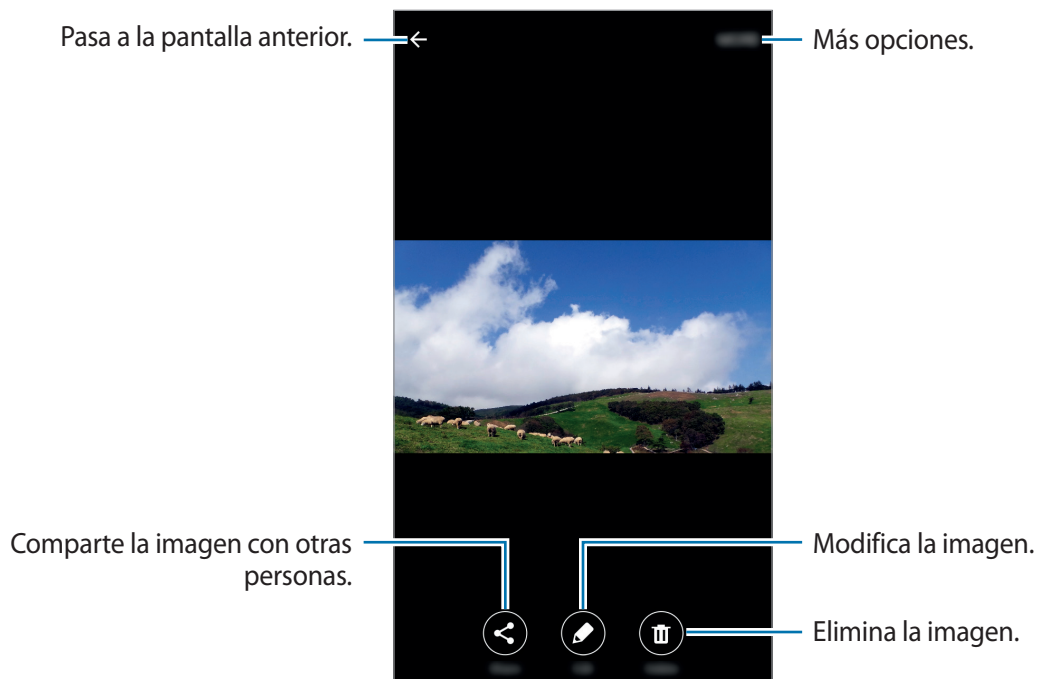 Pasa a la pantalla anterior.
Más opciones.
Comparte la imagen con otras
personas.
Modifica la imagen.
Elimina la imagen.